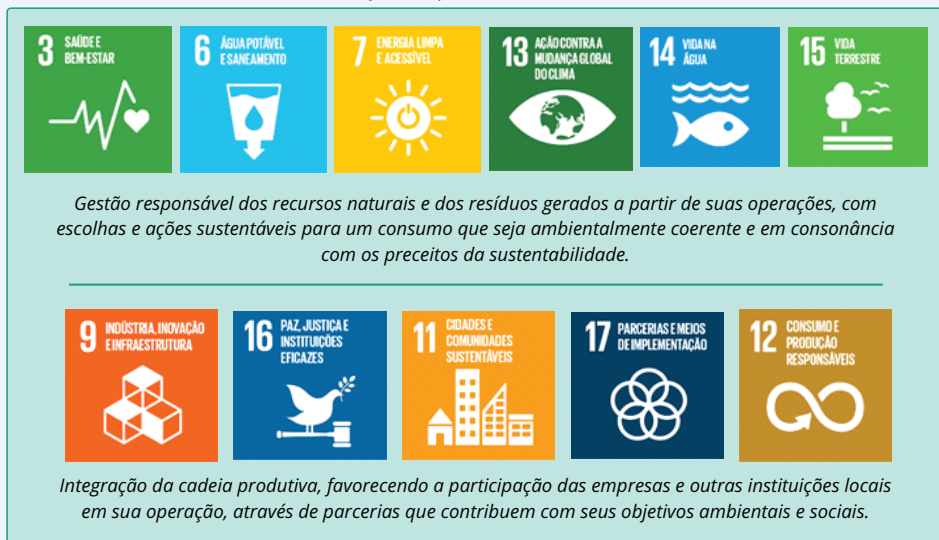 3 SAÚDE E
BEM-ESTAR
6 ÁGUA POTÁVEL
E SANEAMENTO
7 ENERGIA LIMPA
E ACESSÍVEL
13 AÇÃO CONTRA A
MUDANÇA GLOBAL
DO CLIMA
14 VIDA NA
ÁGUA
15 VIDA
TERRESTRE
Gestão responsável dos recursos naturais e dos resíduos gerados a partir de suas operações, com
escolhas e ações sustentáveis para um consumo que seja ambientalmente coerente e em consonância
com os preceitos da sustentabilidade.
9 INDÚSTRIA, INOVAÇÃO
E INFRAESTRUTURA
16 PAZ, JUSTIÇA E
INSTITUIÇÕES
EFICAZES
11 CIDADES E
COMUNIDADES
SUSTENTÁVEIS
17 PARCERIAS E MEIOS
DE IMPLEMENTAÇÃO
12 CONSUMO E
PRODUÇÃO
RESPONSÁVEIS
Integração da cadeia produtiva, favorecendo a participação das empresas e outras instituições locais
em sua operação, através de parcerias que contribuem com seus objetivos ambientais e sociais.